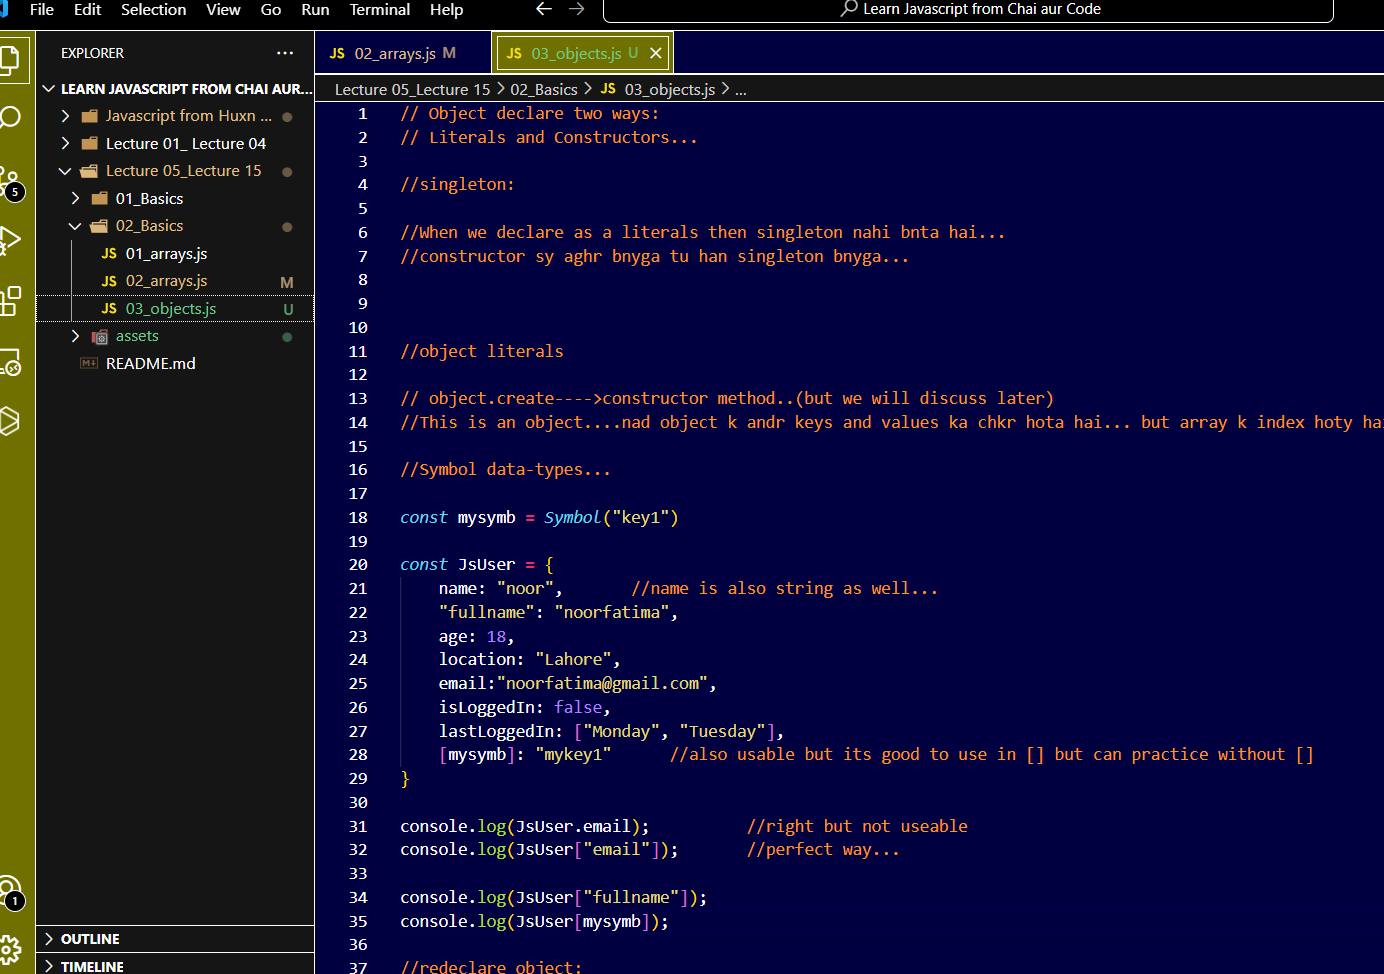 File Edit Selection View Go Run Terminal Help
Learn Javascript from Chai aur Code
EXPLORER
LEARN JAVASCRIPT FROM CHAI AUR...
Javascript from Huxn ...
Lecture 01_ Lecture 04
Lecture 05_Lecture 15
01_Basics
02_Basics
JS 01_arrays.js
JS 02_arrays.js M
JS 03_objects.js U
assets
README.md
OUTLINE
TIMELINE
5
1
JS 02_arrays.js M
JS 03_objects.js U
Lecture 05_Lecture 15 > 02_Basics > JS 03_objects.js > ...
1 // Object declare two ways:
2 // Literals and Constructors...
3
4 //singleton:
5
6 //When we declare as a literals then singleton nahi bnta hai...
7 //constructor sy aghr bnyga tu han singleton bnyga...
8
9
10
11 //object literals
12
13 // object.create---->constructor method..(but we will discuss later)
14 //This is an object....nad object k andr keys and values ka chkr hota hai... but array k index hoty hai
15
16 //Symbol data-types...
17
18 const mysymb = Symbol("key1")
19
20 const JsUser = {
21 name: "noor", //name is also string as well...
22 "fullname": "noorfatima",
23 age: 18,
24 location: "Lahore",
25 email:"noorfatima@gmail.com",
26 isLoggedIn: false,
27 lastLoggedIn: ["Monday", "Tuesday"],
28 [mysymb]: "mykey1" //also usable but its good to use in [] but can practice without []
29 }
30
31 console.log(JsUser.email); //right but not useable
32 console.log(JsUser["email"]); //perfect way...
33
34 console.log(JsUser["fullname"]);
35 console.log(JsUser[mysymb]);
36
37 //redeclare object: